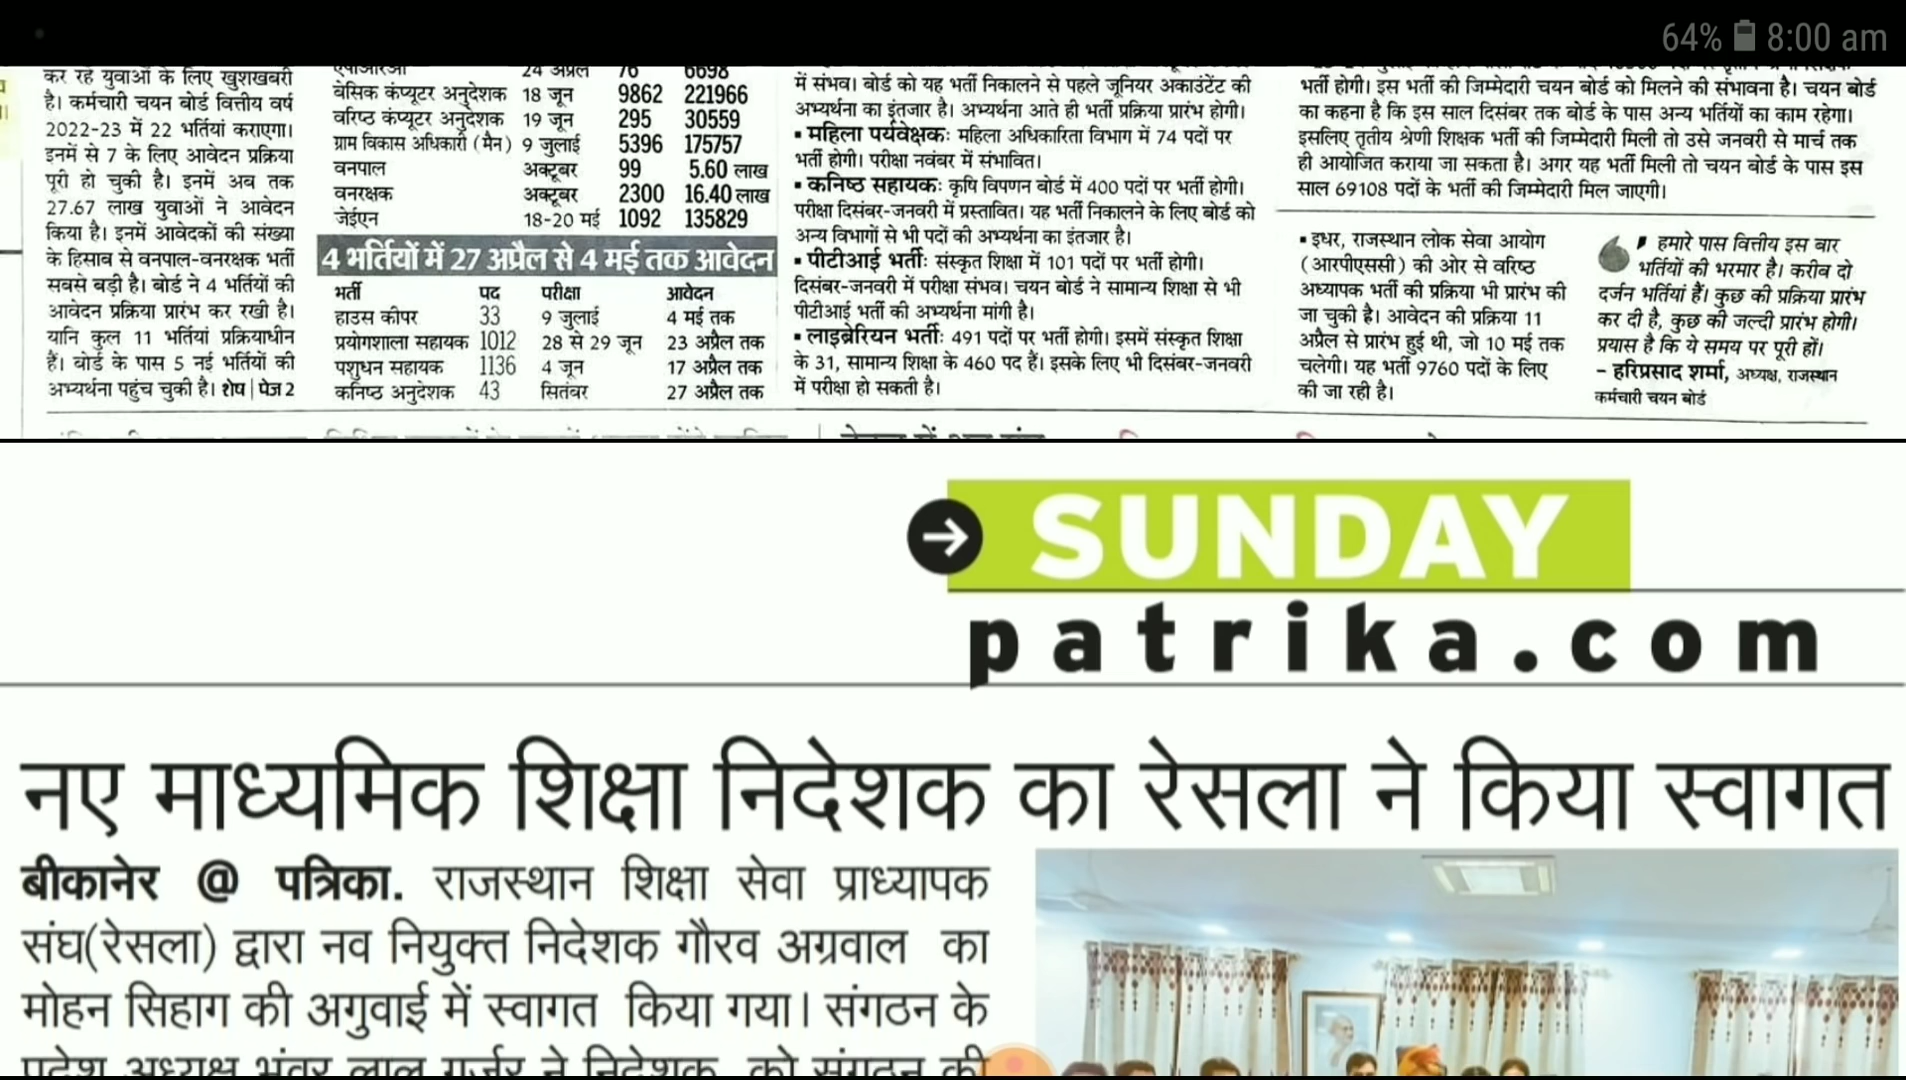 64% 8:00 am
कर रहे युवाओं के लिए खुशखबरी
है। कर्मचारी चयन बोर्ड वित्तीय वर्ष
2022-23 में 22 भर्तियां कराएगा।
इनमें से 7 के लिए आवेदन प्रक्रिया
पूरी हो चुकी है। इनमें अब तक
27.67 लाख युवाओं ने आवेदन
किया है। इनमें आवेदकों की संख्या
के हिसाब से वनपाल-वनरक्षक भर्ती
सबसे बड़ी है। बोर्ड ने 4 भर्तियों की
आवेदन प्रक्रिया प्रारंभ कर रखी है।
यानि कुल 11 भर्तियां प्रक्रियाधीन
हैं। बोर्ड के पास 5 नई भर्तियों की
अभ्यर्थना पहुंच चुकी है। शेष | पेज 2
एपीआरओ 24 अप्रैल 76 6698
बेसिक कंप्यूटर अनुदेशक 18 जून 9862 221966
वरिष्ठ कंप्यूटर अनुदेशक 19 जून 295 30559
ग्राम विकास अधिकारी (मैन) 9 जुलाई 5396 175757
वनपाल अक्टूबर 99 5.60 लाख
वनरक्षक अक्टूबर 2300 16.40 लाख
जेईएन 18-20 मई 1092 135829
4 भर्तियों में 27 अप्रैल से 4 मई तक आवेदन
भर्ती पद परीक्षा आवेदन
हाउस कीपर 33 9 जुलाई 4 मई तक
प्रयोगशाला सहायक 1012 28 से 29 जून 23 अप्रैल तक
पशुधन सहायक 1136 4 जून 17 अप्रैल तक
कनिष्ठ अनुदेशक 43 सितंबर 27 अप्रैल तक
में संभव। बोर्ड को यह भर्ती निकालने से पहले जूनियर अकाउंटेंट की
अभ्यर्थना का इंतजार है। अभ्यर्थना आते ही भर्ती प्रक्रिया प्रारंभ होगी।
▪ महिला पर्यवेक्षक: महिला अधिकारिता विभाग में 74 पदों पर
भर्ती होगी। परीक्षा नवंबर में संभावित।
▪ कनिष्ठ सहायक: कृषि विपणन बोर्ड में 400 पदों पर भर्ती होगी।
परीक्षा दिसंबर-जनवरी में प्रस्तावित। यह भर्ती निकालने के लिए बोर्ड को
अन्य विभागों से भी पदों की अभ्यर्थना का इंतजार है।
▪ पीटीआई भर्ती: संस्कृत शिक्षा में 101 पदों पर भर्ती होगी।
दिसंबर-जनवरी में परीक्षा संभव। चयन बोर्ड ने सामान्य शिक्षा से भी
पीटीआई भर्ती की अभ्यर्थना मांगी है।
▪ लाइब्रेरियन भर्ती: 491 पदों पर भर्ती होगी। इसमें संस्कृत शिक्षा
के 31, सामान्य शिक्षा के 460 पद हैं। इसके लिए भी दिसंबर-जनवरी
में परीक्षा हो सकती है।
भर्ती होगी। इस भर्ती की जिम्मेदारी चयन बोर्ड को मिलने की संभावना है। चयन बोर्ड
का कहना है कि इस साल दिसंबर तक बोर्ड के पास अन्य भर्तियों का काम रहेगा।
इसलिए तृतीय श्रेणी शिक्षक भर्ती की जिम्मेदारी मिली तो उसे जनवरी से मार्च तक
ही आयोजित कराया जा सकता है। अगर यह भर्ती मिली तो चयन बोर्ड के पास इस
साल 69108 पदों के भर्ती की जिम्मेदारी मिल जाएगी।
▪ इधर, राजस्थान लोक सेवा आयोग
(आरपीएससी) की ओर से वरिष्ठ
अध्यापक भर्ती की प्रक्रिया भी प्रारंभ की
जा चुकी है। आवेदन की प्रक्रिया 11
अप्रैल से प्रारंभ हुई थी, जो 10 मई तक
चलेगी। यह भर्ती 9760 पदों के लिए
की जा रही है।
हमारे पास वित्तीय इस बार
भर्तियों की भरमार है। करीब दो
दर्जन भर्तियां हैं। कुछ की प्रक्रिया प्रारंभ
कर दी है, कुछ की जल्दी प्रारंभ होगी।
प्रयास है कि ये समय पर पूरी हों।
- हरिप्रसाद शर्मा, अध्यक्ष, राजस्थान
कर्मचारी चयन बोर्ड
SUNDAY
patrika.com
नए माध्यमिक शिक्षा निदेशक का रेसला ने किया स्वागत
बीकानेर @ पत्रिका. राजस्थान शिक्षा सेवा प्राध्यापक
संघ(रेसला) द्वारा नव नियुक्त निदेशक गौरव अग्रवाल का
मोहन सिहाग की अगुवाई में स्वागत किया गया। संगठन के
प्रदेश अध्यक्ष भंवर लाल गुर्जर ने निदेशक को संगठन की